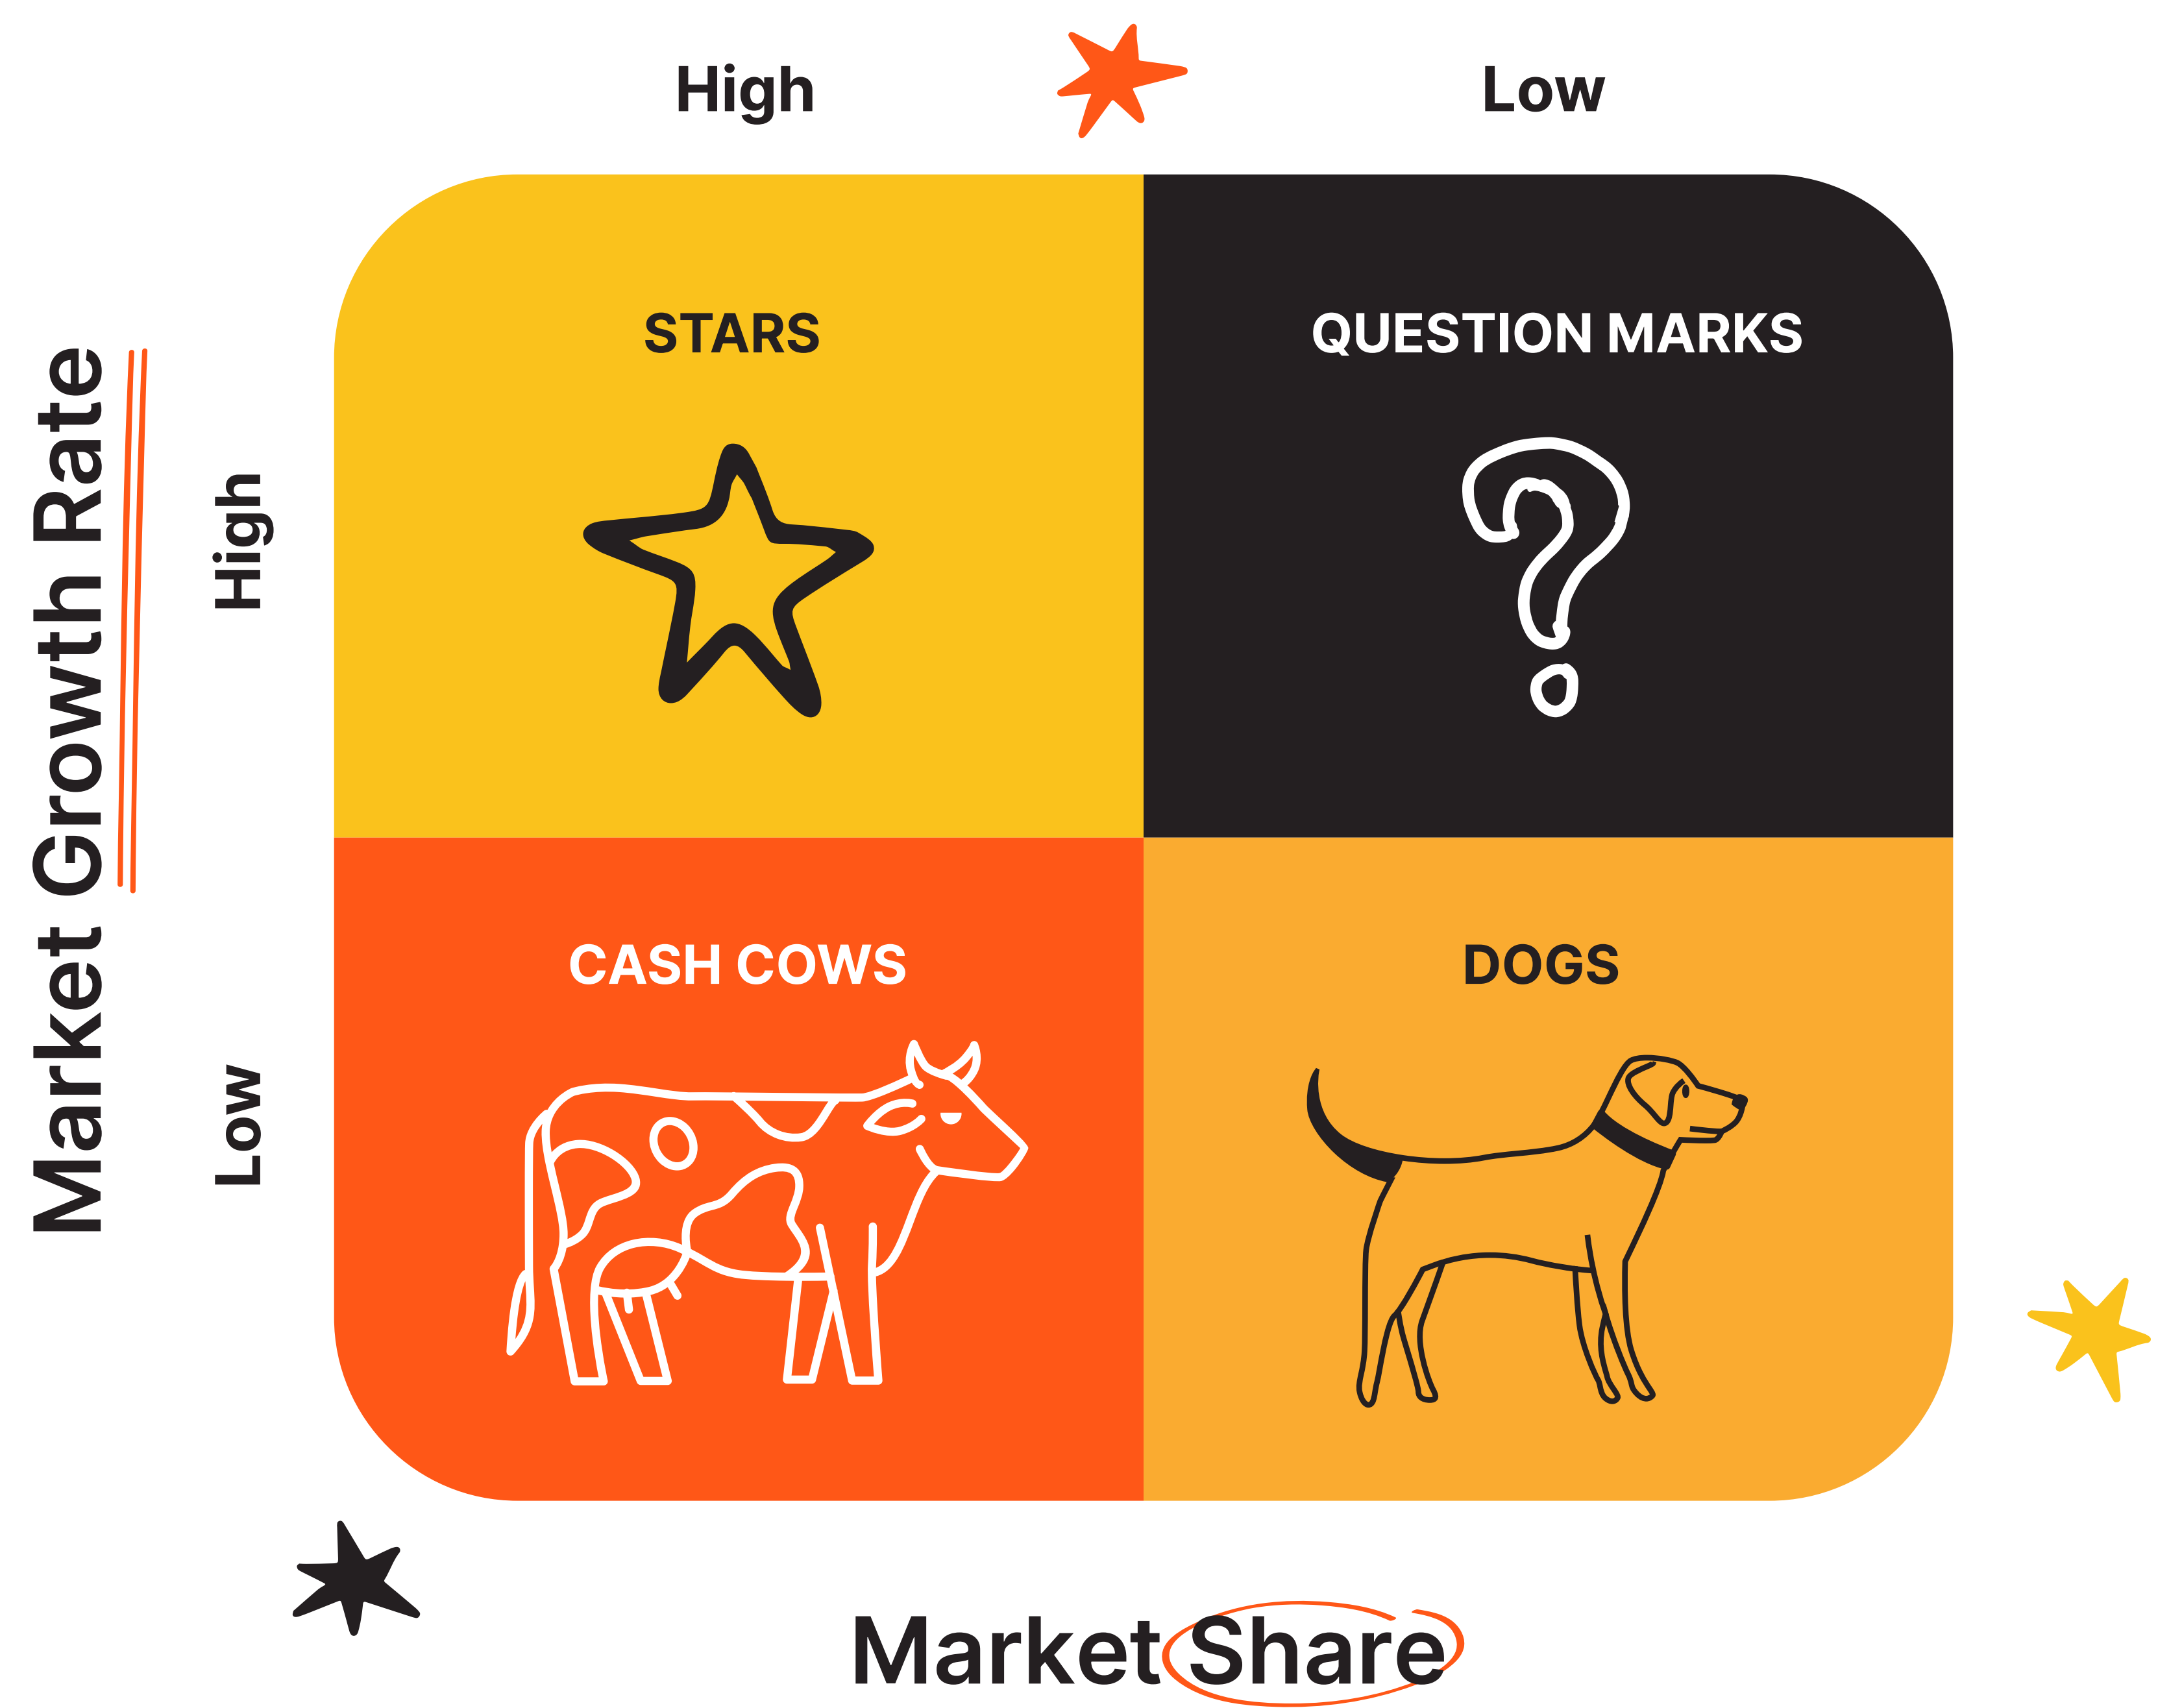 High
Low
STARS
QUESTION MARKS
Market Growth Rate
High
CASH COWS
DOGS
Low
Market Share